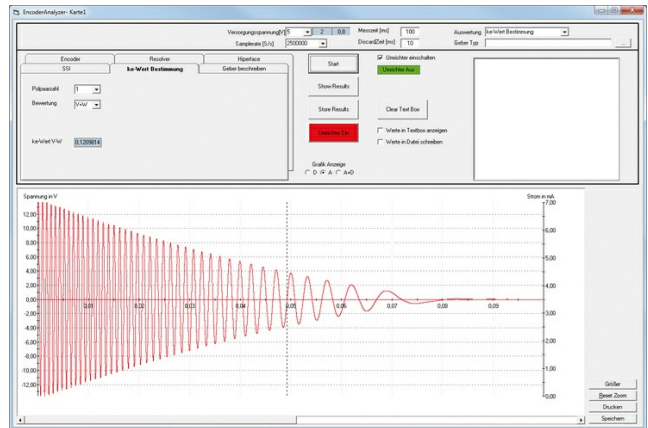 EncoderAnalyzer- Karte1
Versorgungsspannung[V] 5 2 0,8 Messzeit [ms] 100 Auswertung ke-Wert Bestimmung
Samplerate [S/s] 2500000 DiscardZeit [ms] 10 Geber Typ ...
Encoder Resolver Hiperface
SSI ke-Wert Bestimmung Geber beschreiben
Polpaarzahl 1
Bewertung V+W
ke-Wert V-W 0.1209814
Start
Umrichter einschalten
Umrichter Aus
Show Results
Store Results
Clear Text Box
Umrichter Ein
Werte in Textbox anzeigen
Werte in Datei schreiben
Grafik Anzeige
D A A+D
Spannung in V
Strom in mA
12,00
10,00
8,00
6,00
4,00
2,00
0,00
-2,00
-4,00
-6,00
-8,00
-10,00
-12,00
0,01 0,02 0,03 0,04 0,05 0,06 0,07 0,08 0,09
7,00
6,00
5,00
4,00
3,00
2,00
1,00
0,00
Größer
Reset Zoom
Drucken
Speichern